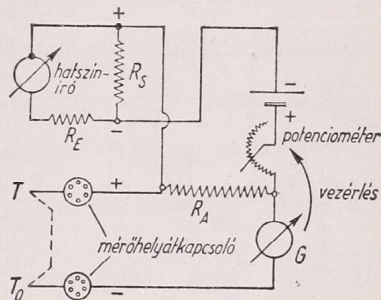 +
hatszín-
író
R_S
-
R_E
-
+
potenciométer
T
+
R_A
vezérlés
mérőhelyátkapcsoló
G
T_0
-